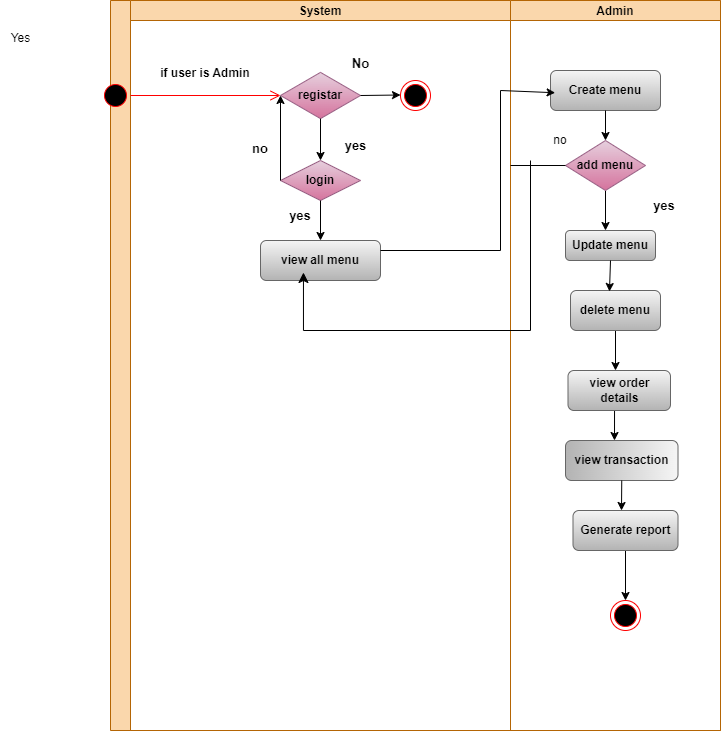 System
Admin
Yes
if user is Admin
No
registar
Create menu
no
yes
no
add menu
login
yes
yes
Update menu
view all menu
delete menu
view order
details
view transaction
Generate report